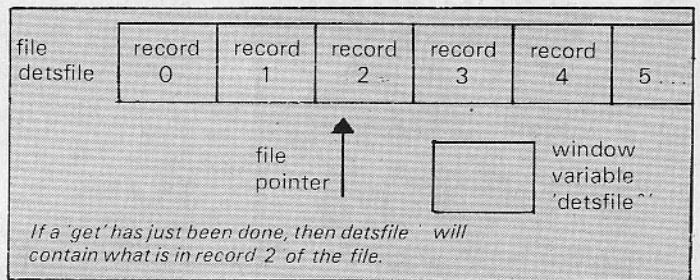 file
detsfile
record
0
record
1
record
2
record
3
record
4
5...
file
pointer
window
variable
'detsfile^'
If a 'get' has just been done, then detsfile ' will
contain what is in record 2 of the file.